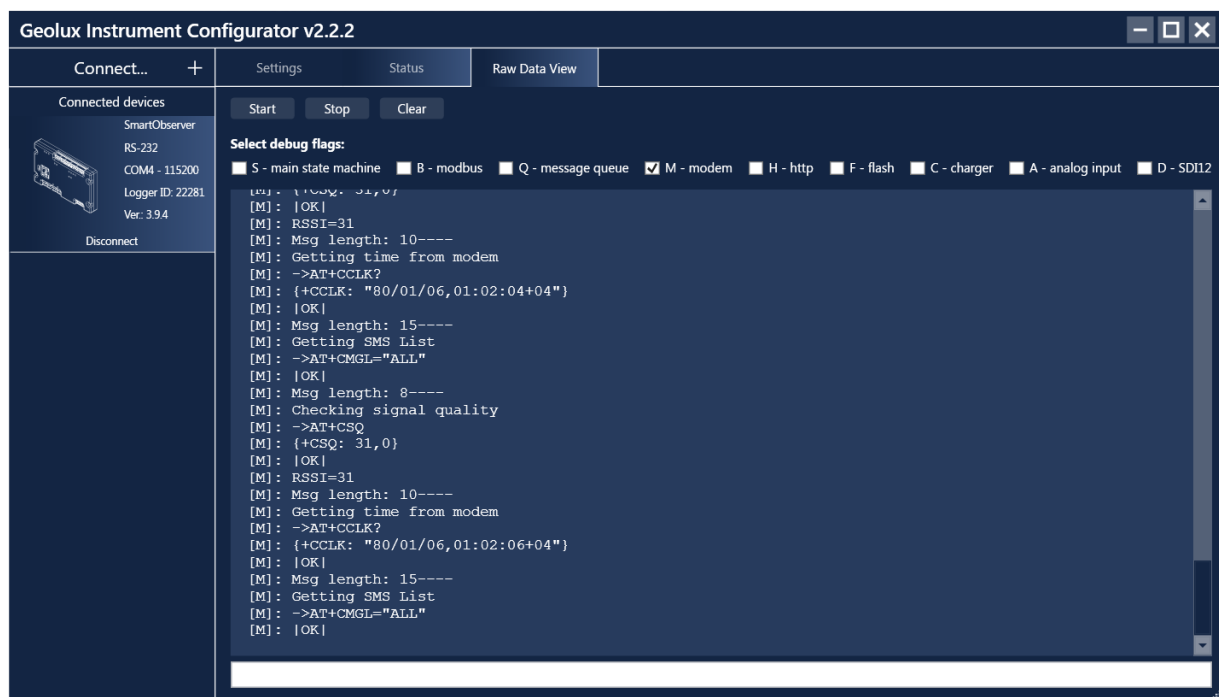 Geolux Instrument Configurator v2.2.2
Connect... +
Settings Status Raw Data View
Connected devices
SmartObserver
RS-232
COM4 - 115200
Logger ID: 22281
Ver.: 3.9.4
Disconnect
Start Stop Clear
Select debug flags:
S - main state machine B - modbus Q - message queue M - modem H - http F - flash C - charger A - analog input D - SDI12
[M]: {+CSQ: 31,0}
[M]: |OK|
[M]: RSSI=31
[M]: Msg length: 10----
[M]: Getting time from modem
[M]: ->AT+CCLK?
[M]: {+CCLK: "80/01/06,01:02:04+04"}
[M]: |OK|
[M]: Msg length: 15----
[M]: Getting SMS List
[M]: ->AT+CMGL="ALL"
[M]: |OK|
[M]: Msg length: 8----
[M]: Checking signal quality
[M]: ->AT+CSQ
[M]: {+CSQ: 31,0}
[M]: |OK|
[M]: RSSI=31
[M]: Msg length: 10----
[M]: Getting time from modem
[M]: ->AT+CCLK?
[M]: {+CCLK: "80/01/06,01:02:06+04"}
[M]: |OK|
[M]: Msg length: 15----
[M]: Getting SMS List
[M]: ->AT+CMGL="ALL"
[M]: |OK|